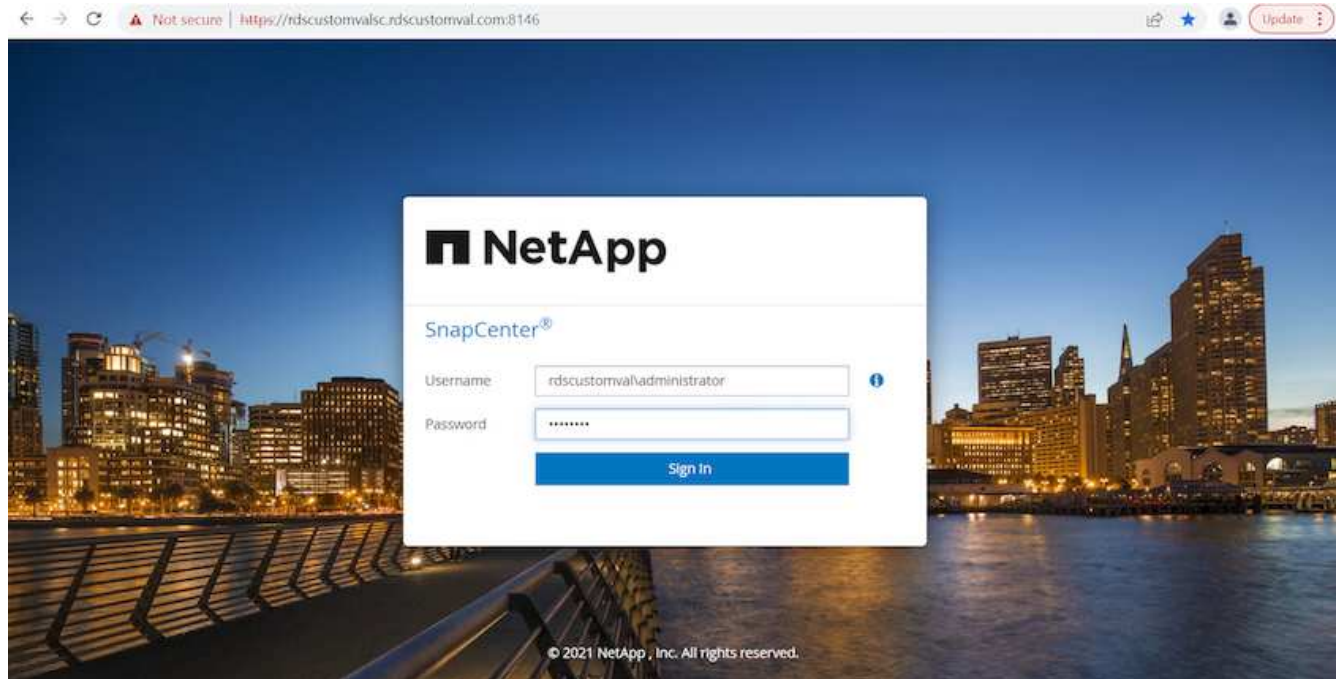 Not secure | https://rdscustomvalsc.rdscustomval.com:8146
Update
NetApp
SnapCenter®
Username
rdscustomval\administrator
Password
••••••••
Sign In
© 2021 NetApp , Inc. All rights reserved.